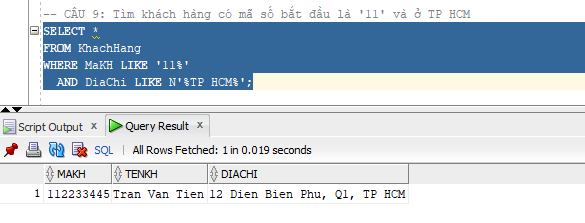 -- CÂU 9: Tìm khách hàng có mã số bắt đầu là '11' và ở TP HCM
SELECT *
FROM KhachHang
WHERE MaKH LIKE '11%'
AND DiaChi LIKE N'%TP HCM%';
Script Output x Query Result x
SQL | All Rows Fetched: 1 in 0.019 seconds
MAKH TENKH DIACHI
1 112233445 Tran Van Tien 12 Dien Bien Phu, Q1, TP HCM